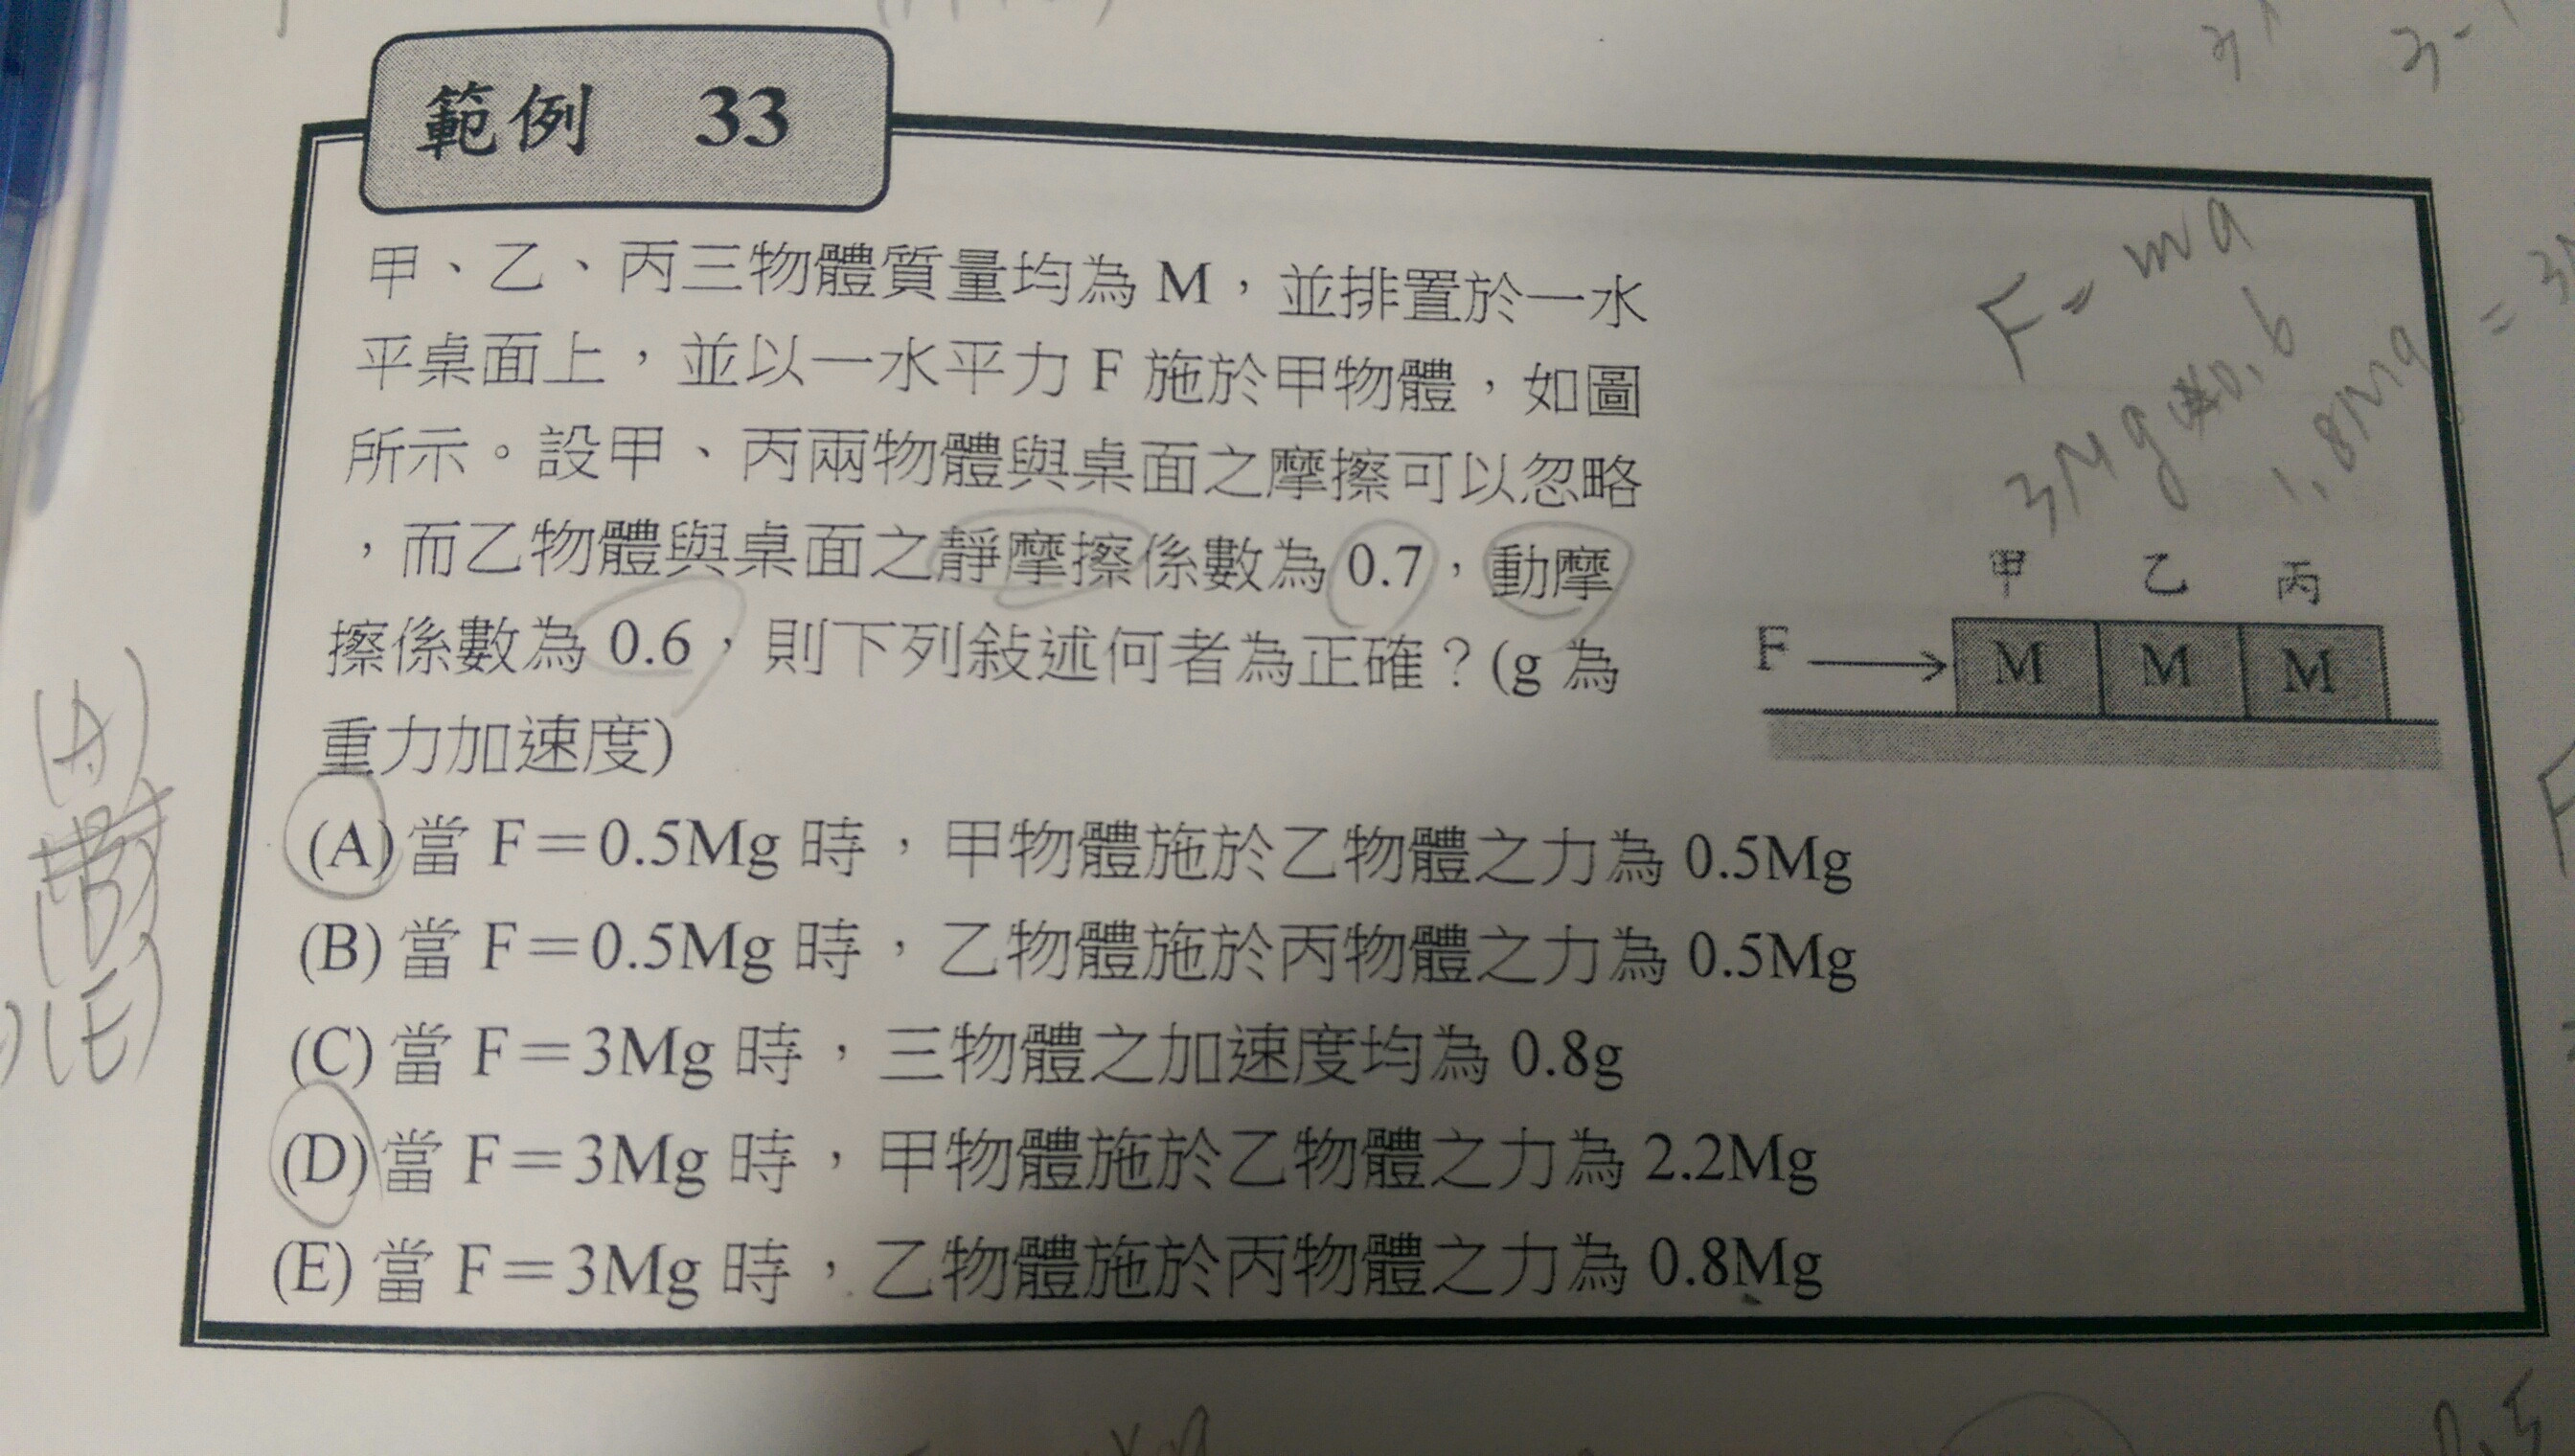 範例 33
甲、乙、丙三物體質量均為 M,並排置於一水
平桌面上,並以一水平力 F 施於甲物體,如圖
所示。設甲、丙兩物體與桌面之摩擦可以忽略
,而乙物體與桌面之靜摩擦係數為 0.7,動摩
擦係數為 0.6,則下列敍述何者為正確?(g 為
重力加速度)
F=ma
3Mg×0.6
甲 乙 丙
F
M M M
(A)當 F=0.5Mg 時,甲物體施於乙物體之力為 0.5Mg
(B)當 F=0.5Mg 時,乙物體施於丙物體之力為 0.5Mg
(C)當 F=3Mg 時,三物體之加速度均為 0.8g
(D)當 F=3Mg 時,甲物體施於乙物體之力為 2.2Mg
(E)當 F=3Mg 時,乙物體施於丙物體之力為 0.8Mg
(A)
(E)